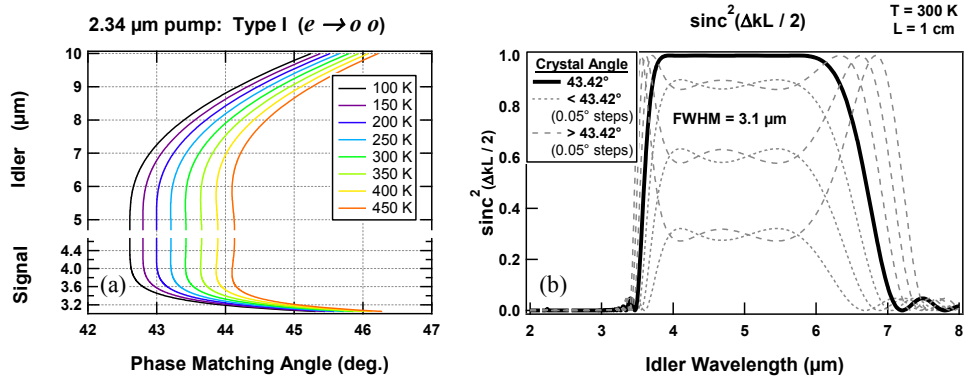 2.34 µm pump:  Type I  (e → o o)
Idler (µm)
Signal
10
9
8
7
6
5
4.4
4.0
3.6
3.2
100 K
150 K
200 K
250 K
300 K
350 K
400 K
450 K
(a)
42
43
44
45
46
47
Phase Matching Angle (deg.)
sinc²(ΔkL / 2)
T = 300 K
L = 1 cm
sinc²(ΔkL / 2)
1.0
0.8
0.6
0.4
0.2
0.0
Crystal Angle
43.42°
< 43.42°
(0.05° steps)
> 43.42°
(0.05° steps)
FWHM = 3.1 µm
(b)
2
3
4
5
6
7
8
Idler Wavelength (µm)